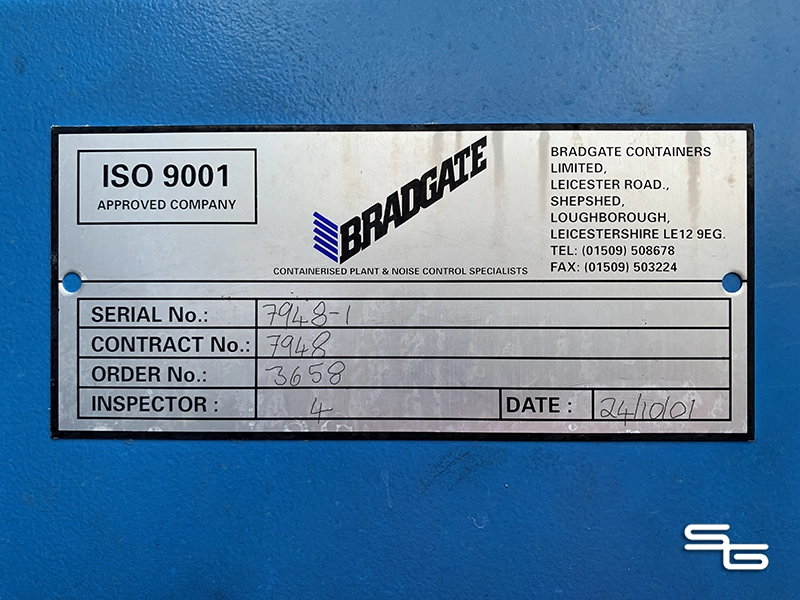 ISO 9001
APPROVED COMPANY
BRADGATE
CONTAINERISED PLANT & NOISE CONTROL SPECIALISTS
BRADGATE CONTAINERS
LIMITED,
LEICESTER ROAD.,
SHEPSHED,
LOUGHBOROUGH,
LEICESTERSHIRE LE12 9EG.
TEL: (01509) 508678
FAX: (01509) 503224
SERIAL No.: 7948-1
CONTRACT No.: 7948
ORDER No.: 3658
INSPECTOR : 4 DATE : 24/10/01
SG